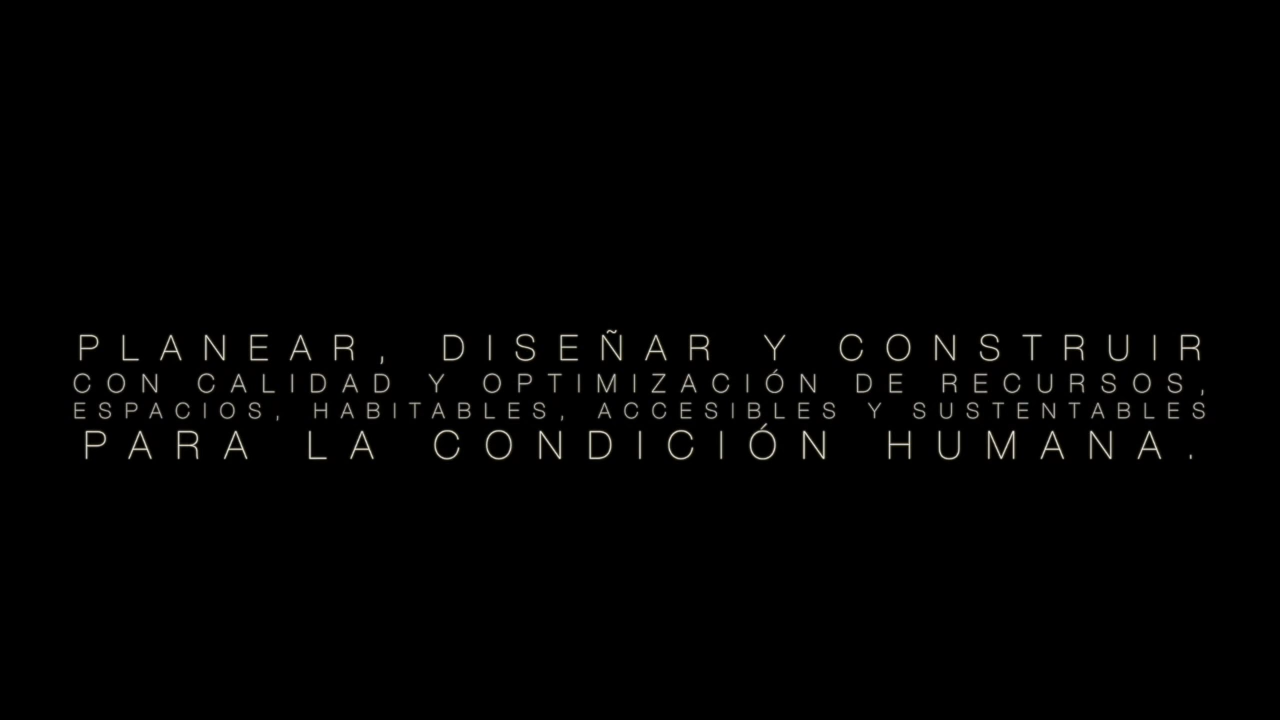 PLANEAR, DISEÑAR Y CONSTRUIR
CON CALIDAD Y OPTIMIZACIÓN DE RECURSOS,
ESPACIOS, HABITABLES, ACCESIBLES Y SUSTENTABLES
PARA LA CONDICIÓN HUMANA.